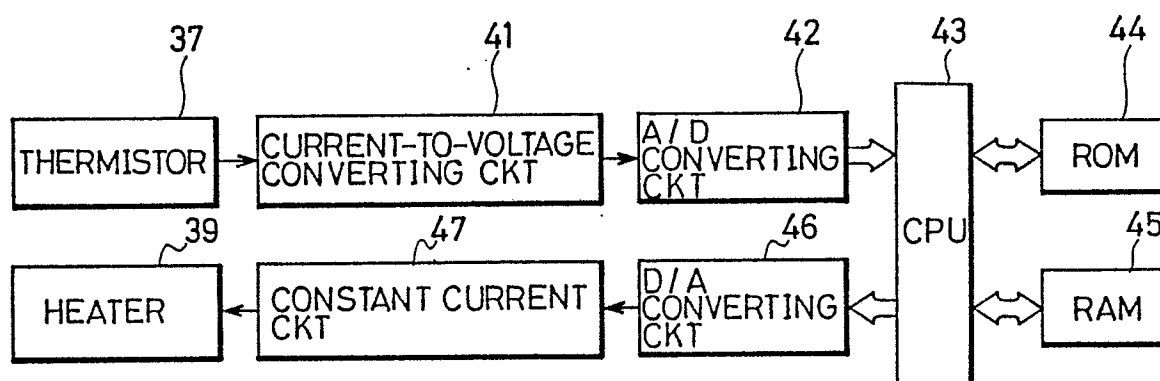 37
41
42
43
44
THERMISTOR
CURRENT-TO-VOLTAGE
CONVERTING CKT
A/D
CONVERTING
CKT
CPU
ROM
39
47
46
45
HEATER
CONSTANT CURRENT
CKT
D/A
CONVERTING
CKT
RAM